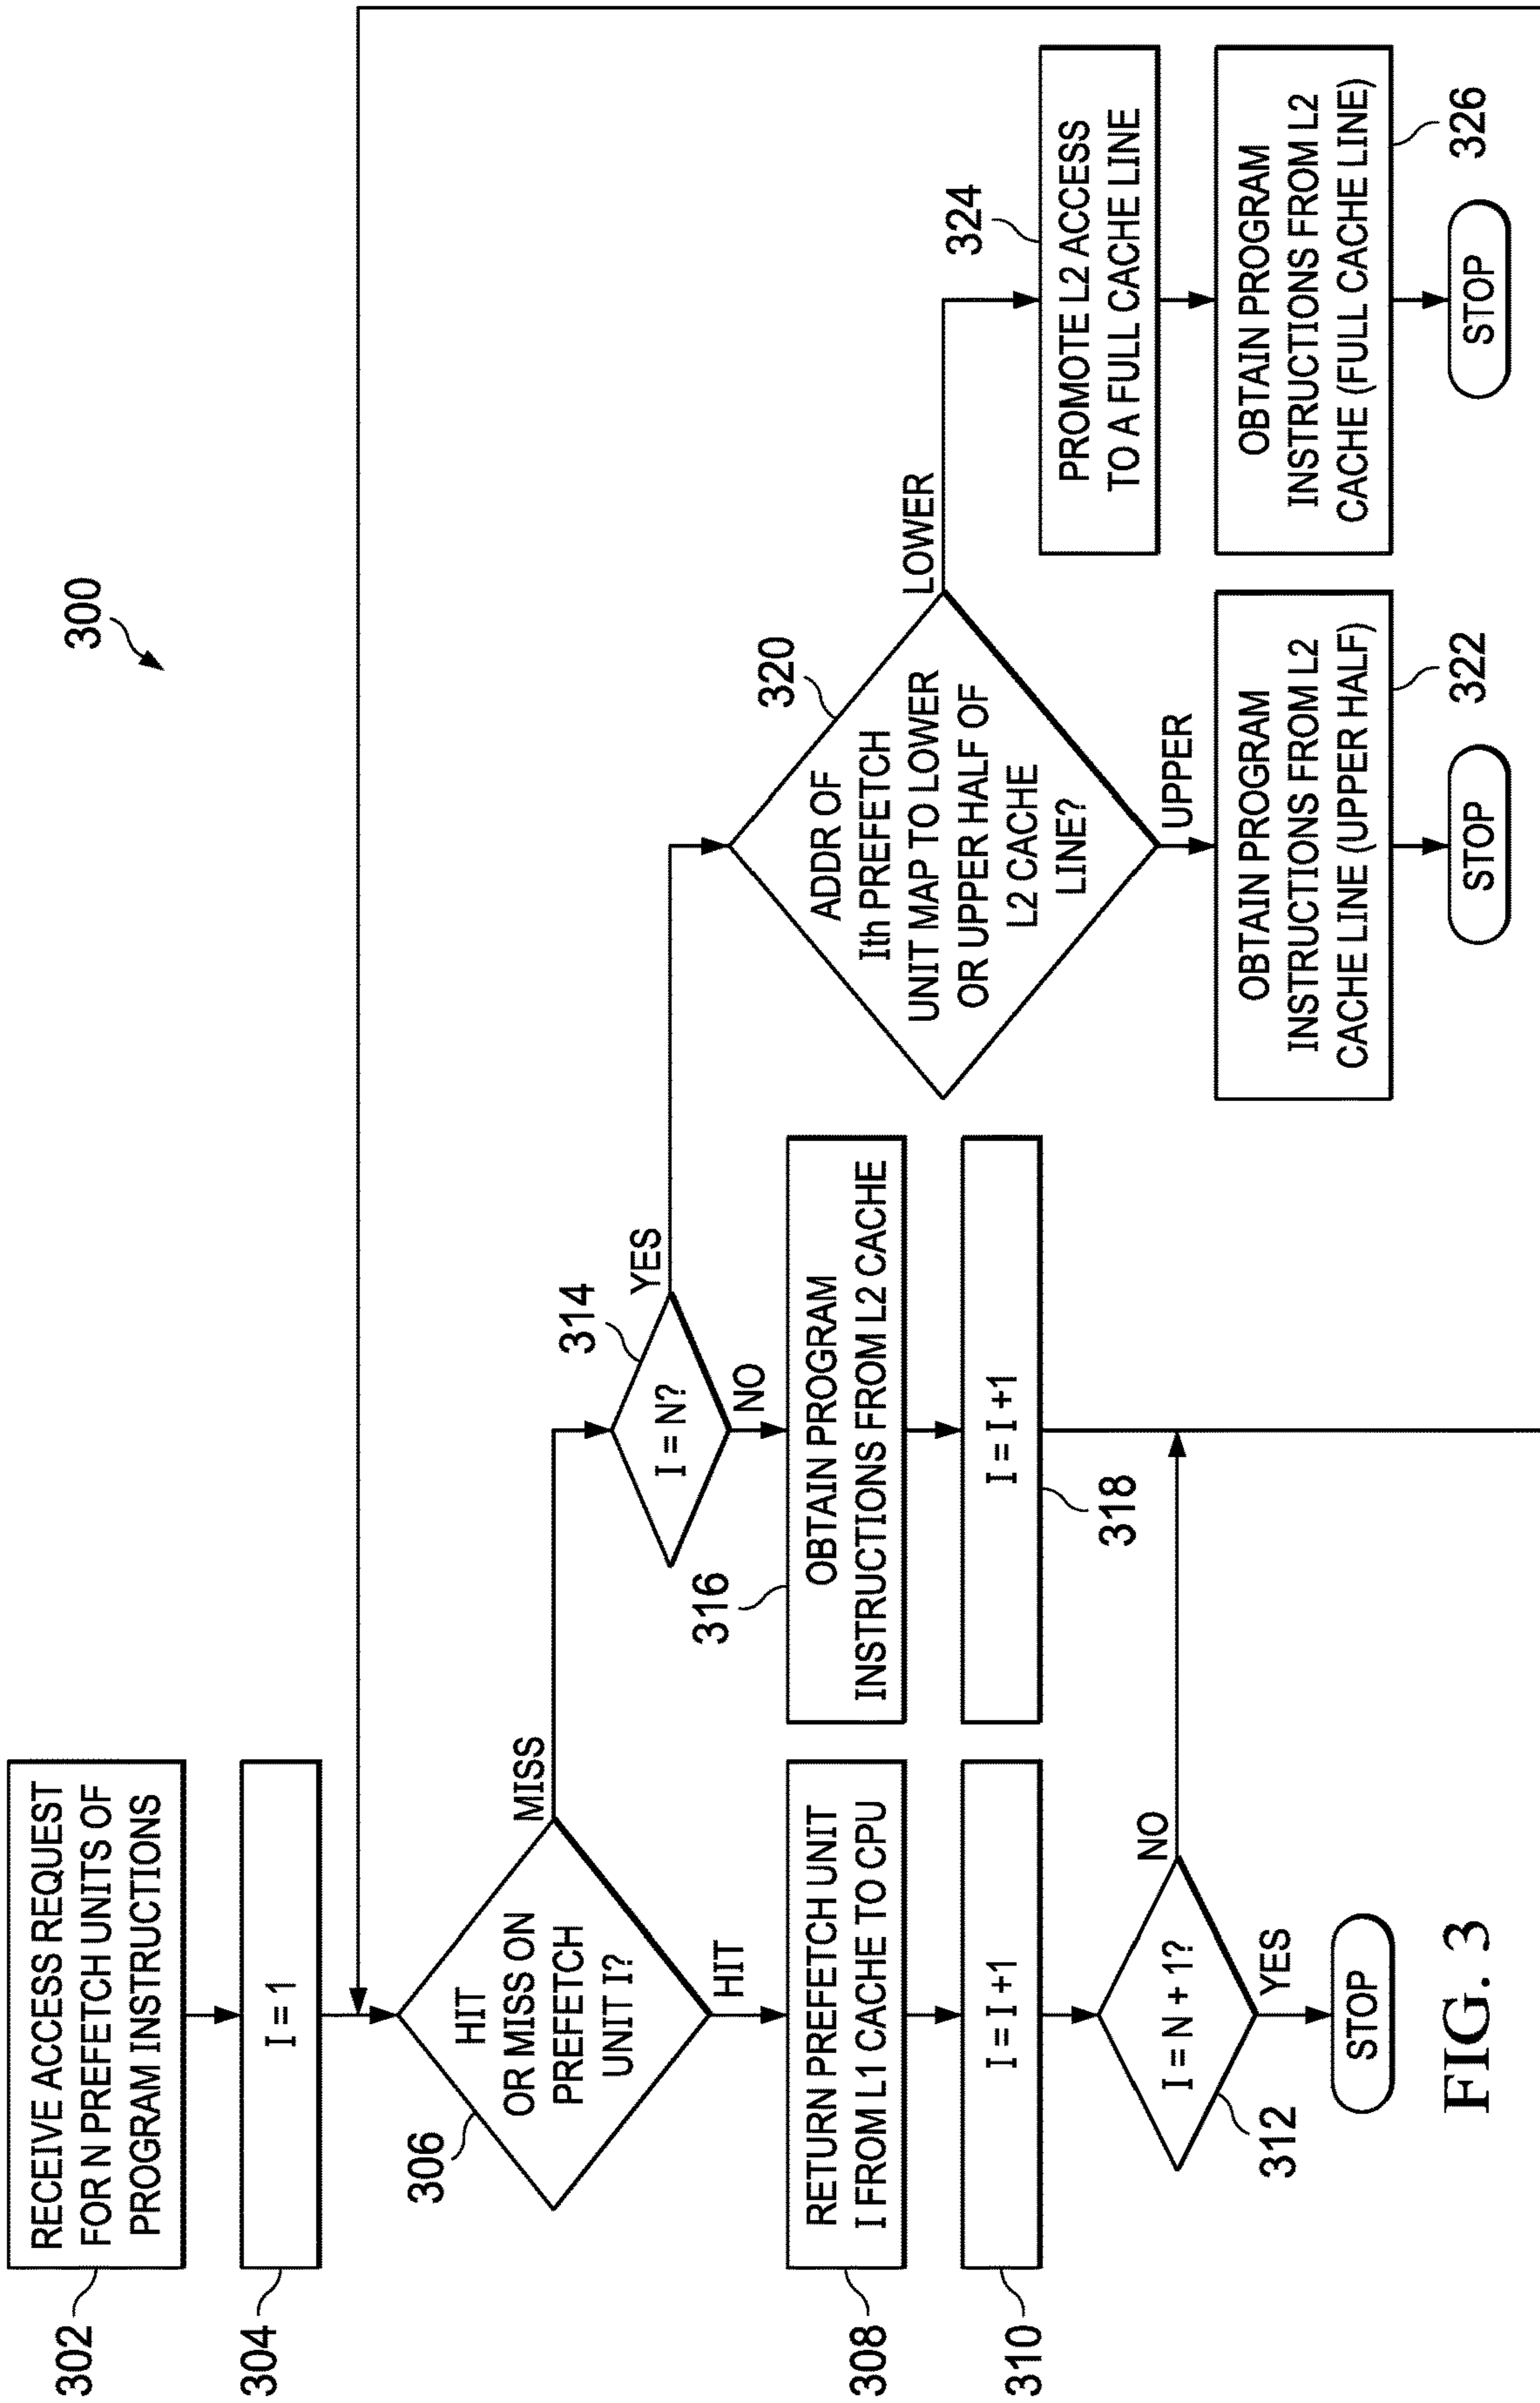 300
302
RECEIVE ACCESS REQUEST
FOR N PREFETCH UNITS OF
PROGRAM INSTRUCTIONS
304
I = 1
306
HIT
OR MISS ON
PREFETCH
UNIT I?
MISS
HIT
308
RETURN PREFETCH UNIT
I FROM L1 CACHE TO CPU
310
I = I +1
312
I = N + 1?
NO
YES
STOP
314
I = N?
YES
NO
316
OBTAIN PROGRAM
INSTRUCTIONS FROM L2 CACHE
I = I +1
318
320
ADDR OF
Ith PREFETCH
UNIT MAP TO LOWER
OR UPPER HALF OF
L2 CACHE
LINE?
LOWER
UPPER
OBTAIN PROGRAM
INSTRUCTIONS FROM L2
CACHE LINE (UPPER HALF)
322
STOP
324
PROMOTE L2 ACCESS
TO A FULL CACHE LINE
OBTAIN PROGRAM
INSTRUCTIONS FROM L2
CACHE (FULL CACHE LINE)
326
STOP
FIG. 3